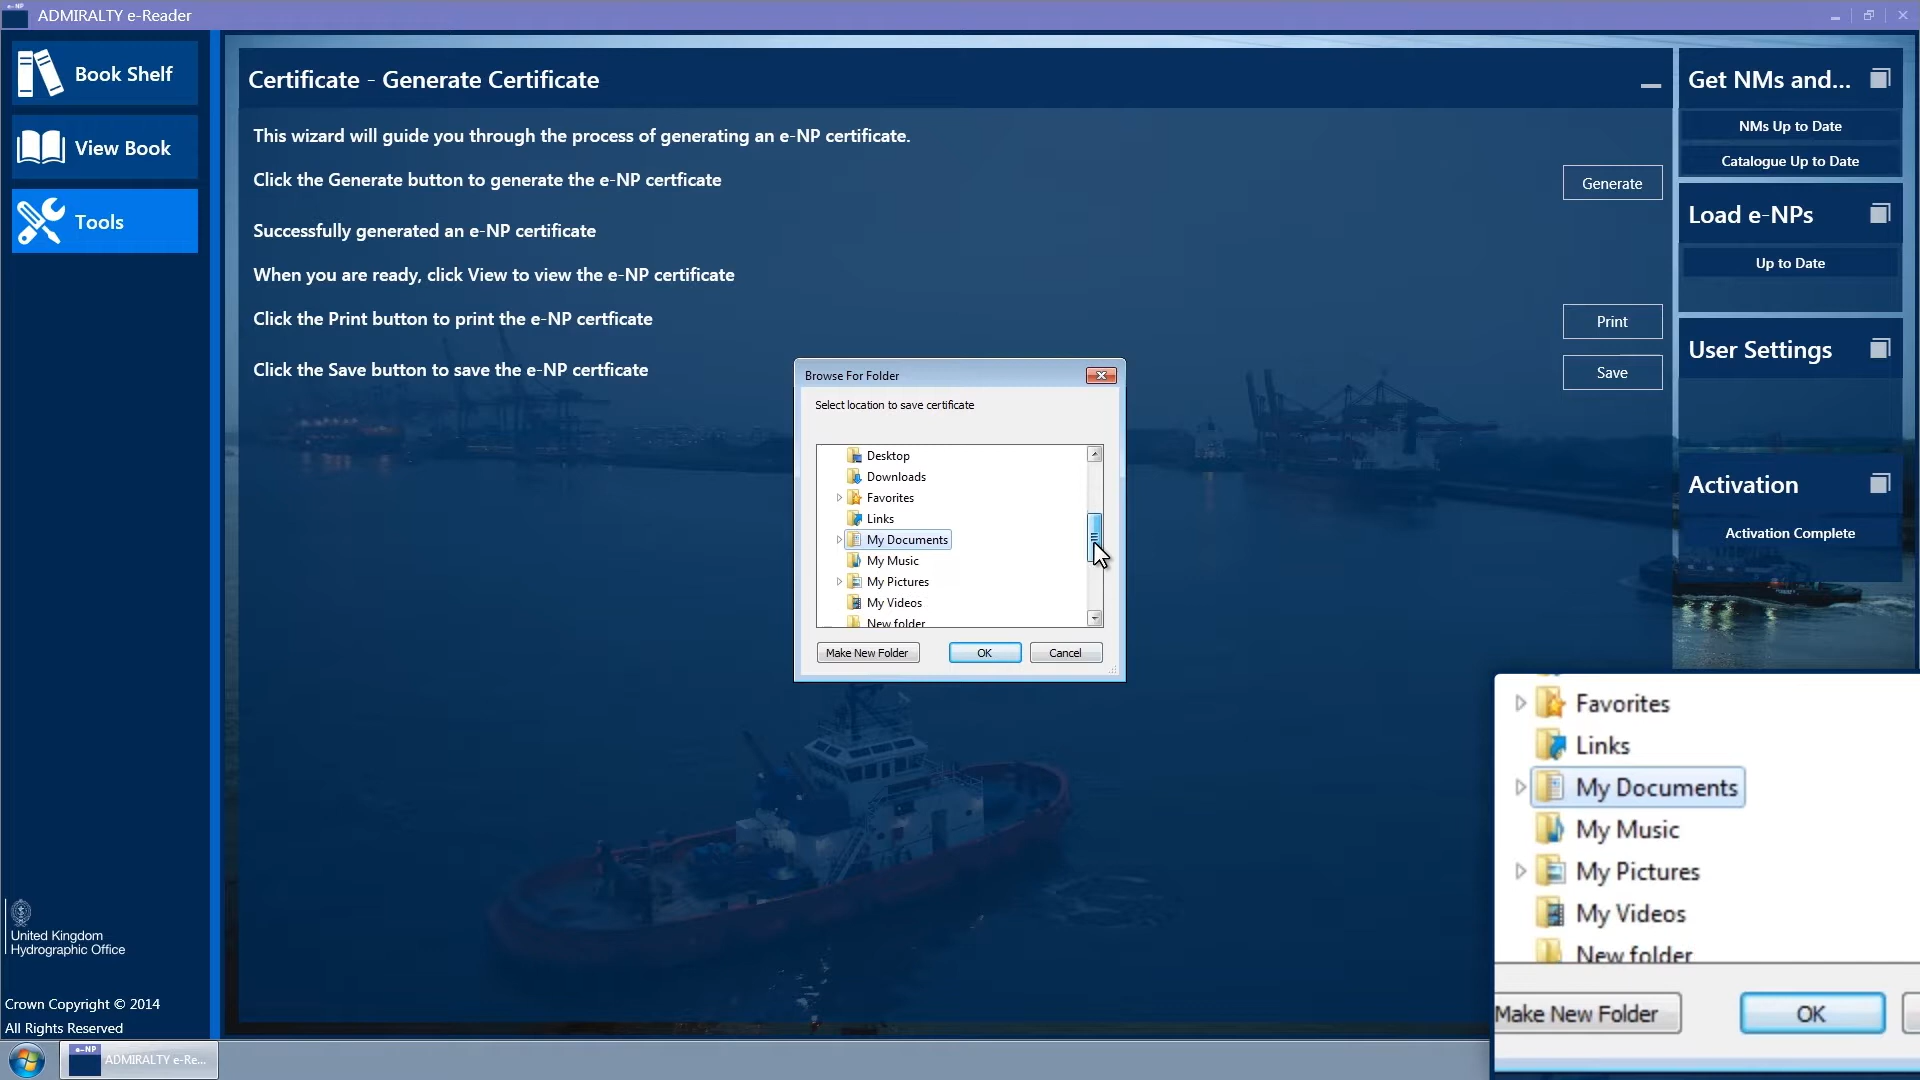 e-NP
ADMIRALTY e-Reader
Book Shelf
View Book
Tools
Certificate - Generate Certificate
This wizard will guide you through the process of generating an e-NP certificate.
Click the Generate button to generate the e-NP certficate
Generate
Successfully generated an e-NP certificate
When you are ready, click View to view the e-NP certificate
Click the Print button to print the e-NP certficate
Print
Click the Save button to save the e-NP certficate
Save
Browse For Folder
Select location to save certificate
Desktop
Downloads
Favorites
Links
My Documents
My Music
My Pictures
My Videos
New folder
Make New Folder
OK
Cancel
Get NMs and...
NMs Up to Date
Catalogue Up to Date
Load e-NPs
Up to Date
User Settings
Activation
Activation Complete
Favorites
Links
My Documents
My Music
My Pictures
My Videos
New folder
Make New Folder
OK
United Kingdom
Hydrographic Office
Crown Copyright © 2014
All Rights Reserved
e-NP
ADMIRALTY e-Re...